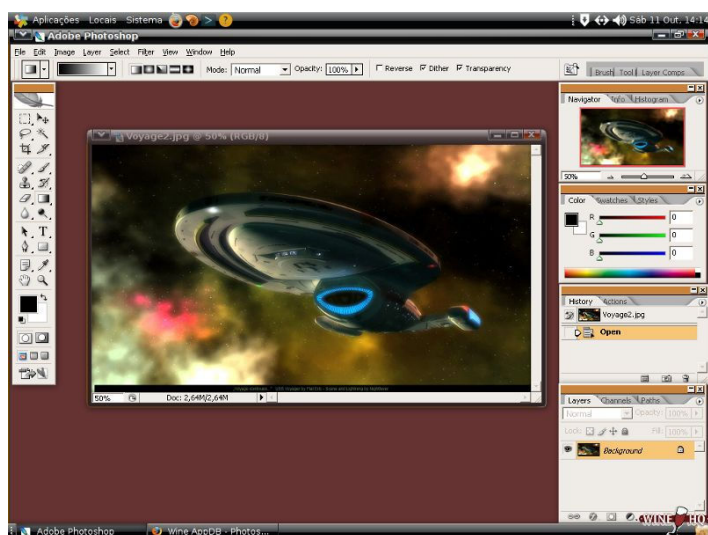 Aplicações Locais Sistema
Sáb 11 Out, 14:14
Adobe Photoshop
File Edit Image Layer Select Filter View Window Help
Mode: Normal Opacity: 100% Reverse Dither Transparency
Brush Tool Layer Comps
Navigator Info Histogram
Voyage2.jpg @ 50% (RGB/8)
50%
Color Swatches Styles
R 0
G 0
B 0
History Actions
Voyage2.jpg
Open
50% Doc: 2,64M/2,64M
Layers Channels Paths
Normal Opacity: 100%
Lock: Fill: 100%
Background
WINE HQ
Adobe Photoshop
Wine AppDB - Photos...